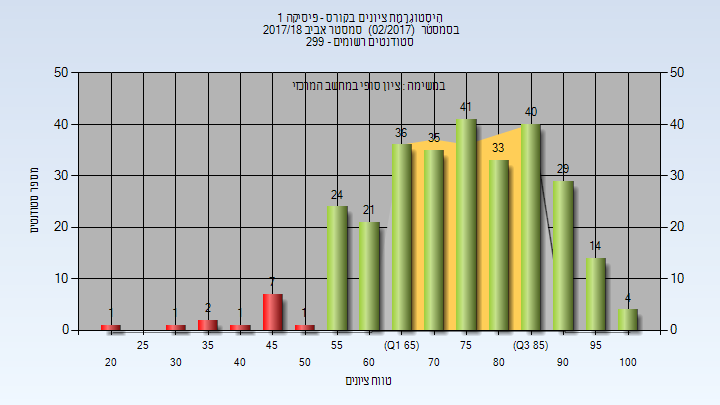 היסטוגרמת ציונים בקורס - פיסיקה 1
בסמסטר (02/2017) סמסטר אביב 2017/18
סטודנטים רשומים - 299
במשימה : ציון סופי במחשב המרכזי
מספר סטודנטים
50 50
40 40
30 30
20 20
10 10
0 0
1 1 2 1 7 1 24 21 36 35 41 33 40 29 14 4
25 35 45 55 (Q1 65) 75 (Q3 85) 95
20 30 40 50 60 70 80 90 100
טווח ציונים